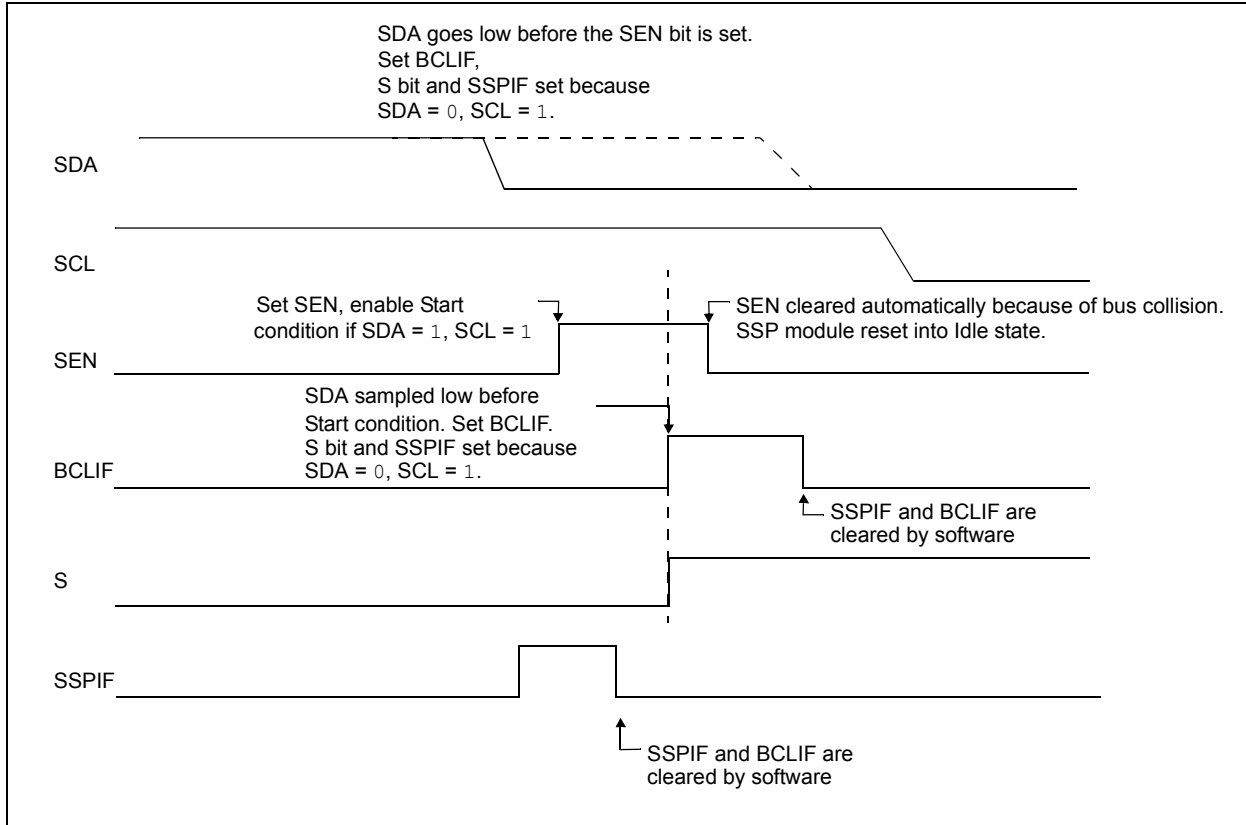 SDA goes low before the SEN bit is set.
Set BCLIF,
S bit and SSPIF set because
SDA = 0, SCL = 1.
SDA
SCL
Set SEN, enable Start
condition if SDA = 1, SCL = 1
SEN cleared automatically because of bus collision.
SSP module reset into Idle state.
SEN
SDA sampled low before
Start condition. Set BCLIF.
S bit and SSPIF set because
SDA = 0, SCL = 1.
BCLIF
SSPIF and BCLIF are
cleared by software
S
SSPIF
SSPIF and BCLIF are
cleared by software